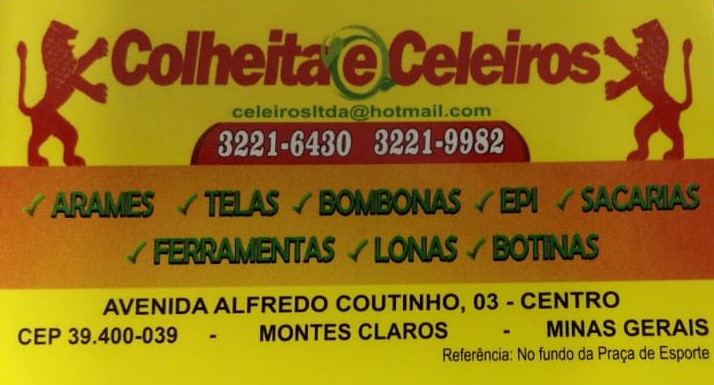 Colheita e Celeiros
celeirosltda@hotmail.com
3221-6430 3221-9982
✓ ARAMES ✓ TELAS ✓ BOMBONAS ✓ EPI ✓ SACARIAS
✓ FERRAMENTAS ✓ LONAS ✓ BOTINAS
AVENIDA ALFREDO COUTINHO, 03 - CENTRO
CEP 39.400-039 - MONTES CLAROS - MINAS GERAIS
Referência: No fundo da Praça de Esporte